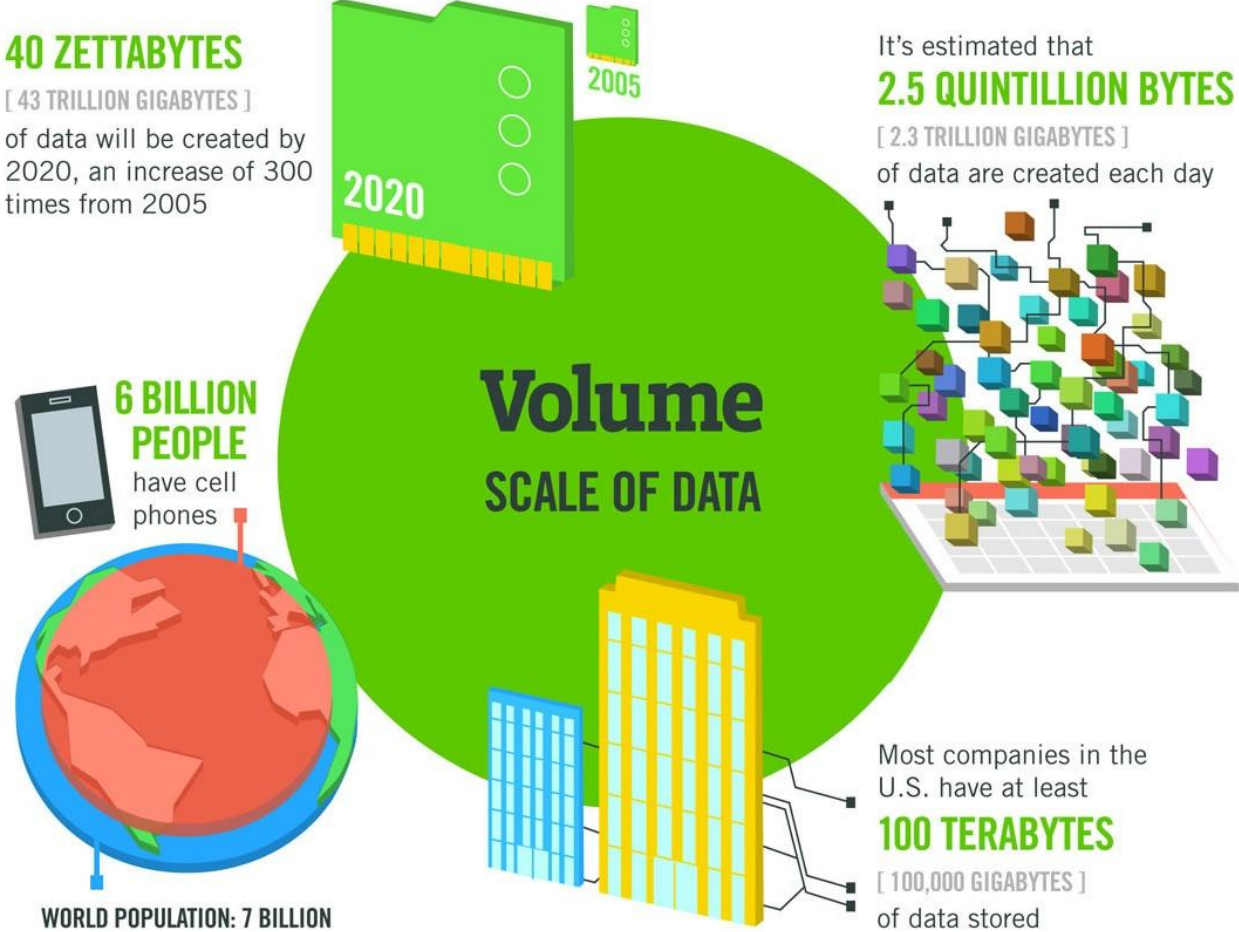 40 ZETTABYTES
[ 43 TRILLION GIGABYTES ]
of data will be created by
2020, an increase of 300
times from 2005
2020
2005
It's estimated that
2.5 QUINTILLION BYTES
[ 2.3 TRILLION GIGABYTES ]
of data are created each day
6 BILLION
PEOPLE
have cell
phones
WORLD POPULATION: 7 BILLION
Volume
SCALE OF DATA
Most companies in the
U.S. have at least
100 TERABYTES
[ 100,000 GIGABYTES ]
of data stored